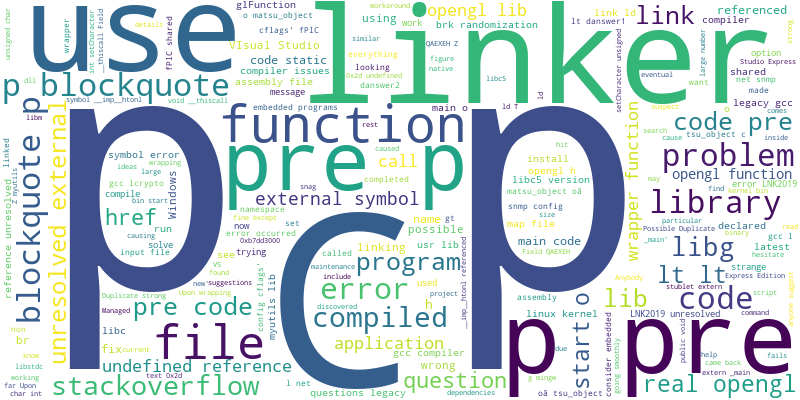 use
linker
p
p
C
p pre
pre p
function
p blockquote
blockquote p
unresolved external
file
error
compiled
program
application
code
library
problem
code pre
pre code
link
lib
libg
lt lt
real opengl
opengl lib
opengl function
opengl h
stackoverflow
undefined reference
question
questions legacy
start o
wrapper function
external symbol
href
call
name
gt
possible
usr lib
main code
map file
linking
main o
install
libc5 version
matsu_object oã
snmp config
size
Field QAEXEH
code static
compiler issues
assembly file
message
danswer2
VIsual Studio
using
brk randomization
glFunction
o matsu_object
cflags' fPIC
fPIC shared
everything
looking
0x2d undefined
similar
workaround
work
QAEXEH Z
figure
native
libc5
link ld
compiler
referenced
lt danswer1
option
Studio Express
shared
net snmp
want
made
legacy gcc
eventual
large number
strong
setCharacter unsigned
__thiscall Field
int setCharacter
wrapper
details
unsigned char
dll
symbol __imp__htonl
void __thiscall
embedded programs
rest
caused
completed
snag
namespace
set
now
error occurred
trying
0xb7dd3000
fine except
see
VS
found
suggestions
Upon wrapping
new'
Duplicate strong
Managed
current
text 0x2d
fix
libc
br
non
know
libstdc
working
far Upon
char int
run
solve
causing
input file
Windows
symbol error
ideas
wrapping
large
gcc lcrypto
compile
bin start
libm
linked
Z myutils
reference unresolved
myutils lib
config cflags'
called
maintenance
include
discovered
used
project
h
wrong
gcc compiler
l net
dependencies
__imp__htonl referenced
assembly
linux kernel
g mingw
due
oã tsu_object
consider embedded
going smoothly
public void
LNK2019 unresolved
stublet extern
extern _main
command
script
help
came back
fails
Express Edition
strange
latest
hesitate
binary
gcc l
declared
_main'
Possible Duplicate
particular
find
kernel bin
error LNK2019
may
search
cause
tsu_object c
inside
comes
suspect
hit
ld T
ld
Anybody
anyone suggest
read